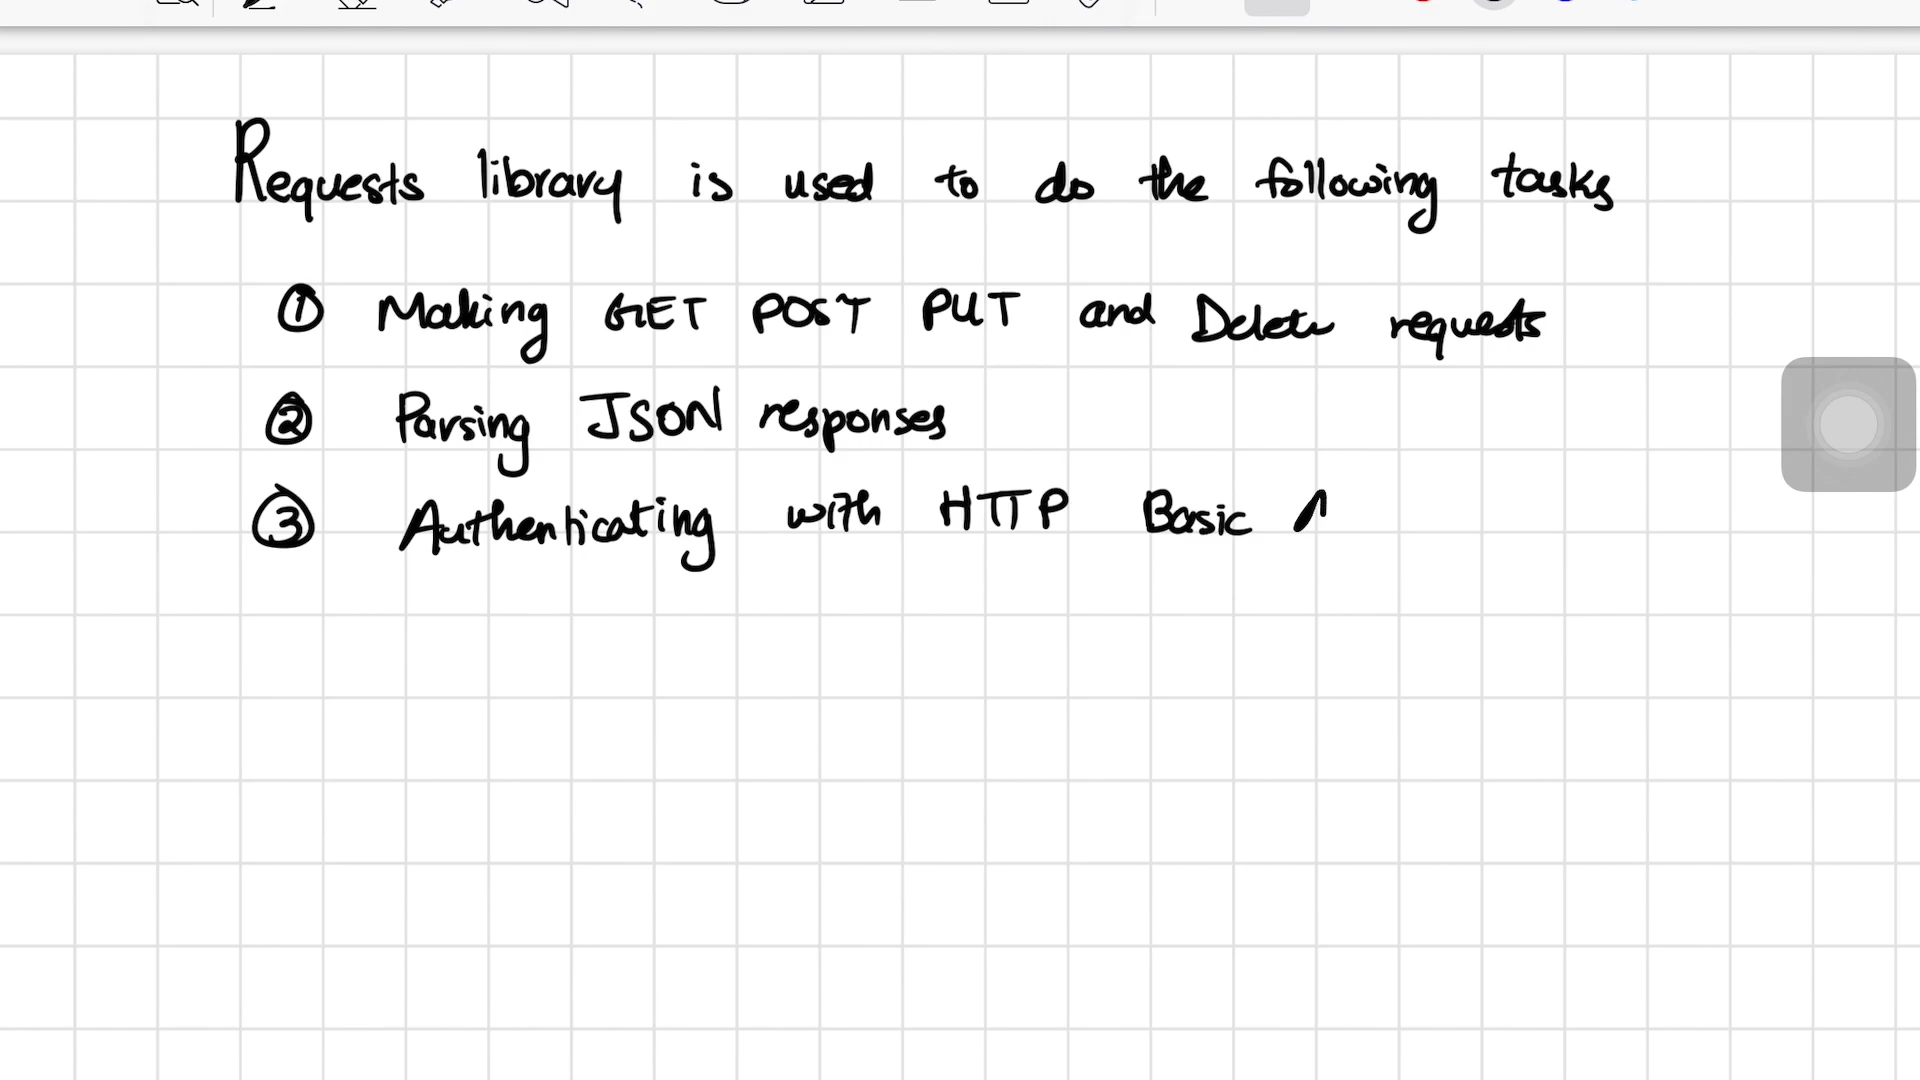 Requests library is used to do the following tasks
① Making GET POST PUT and Delete requests
② Parsing JSON responses
③ Authenticating with HTTP Basic